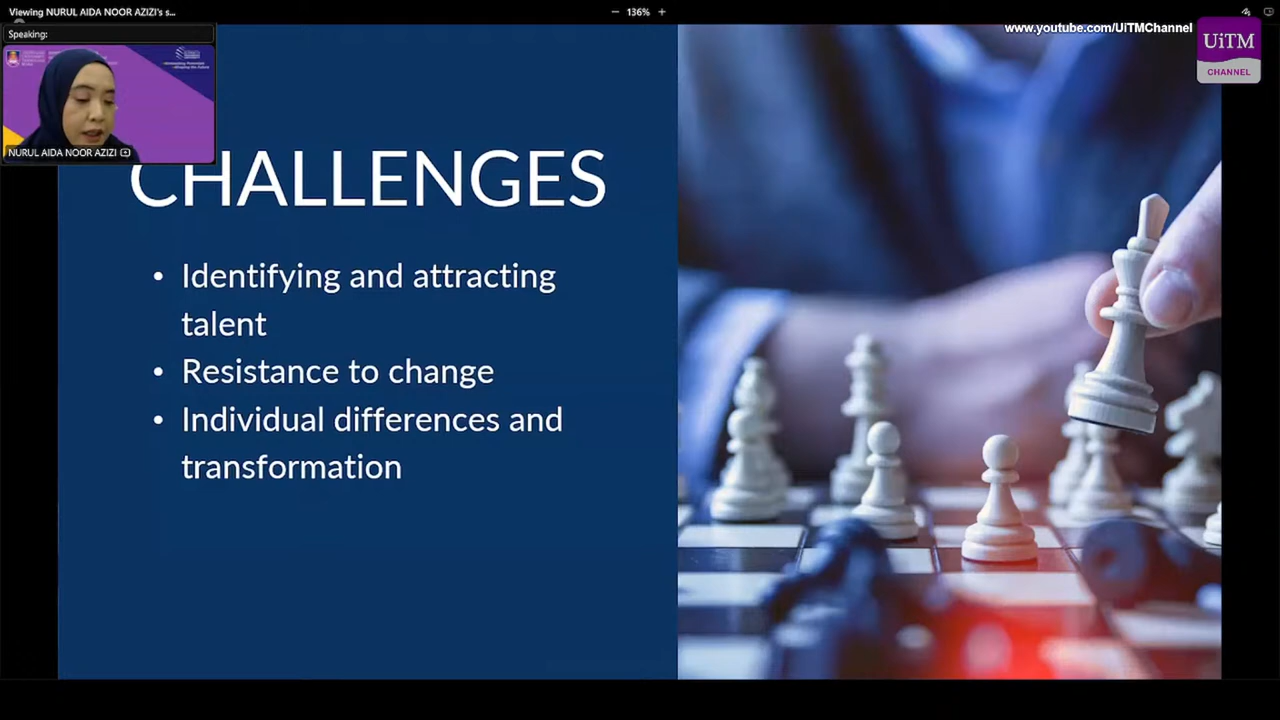 Viewing NURUL AIDA NOOR AZIZI's s...
136%
www.youtube.com/UiTMChannel
UiTM
CHANNEL
Speaking:
NURUL AIDA NOOR AZIZI
CHALLENGES
• Identifying and attracting
talent
• Resistance to change
• Individual differences and
transformation